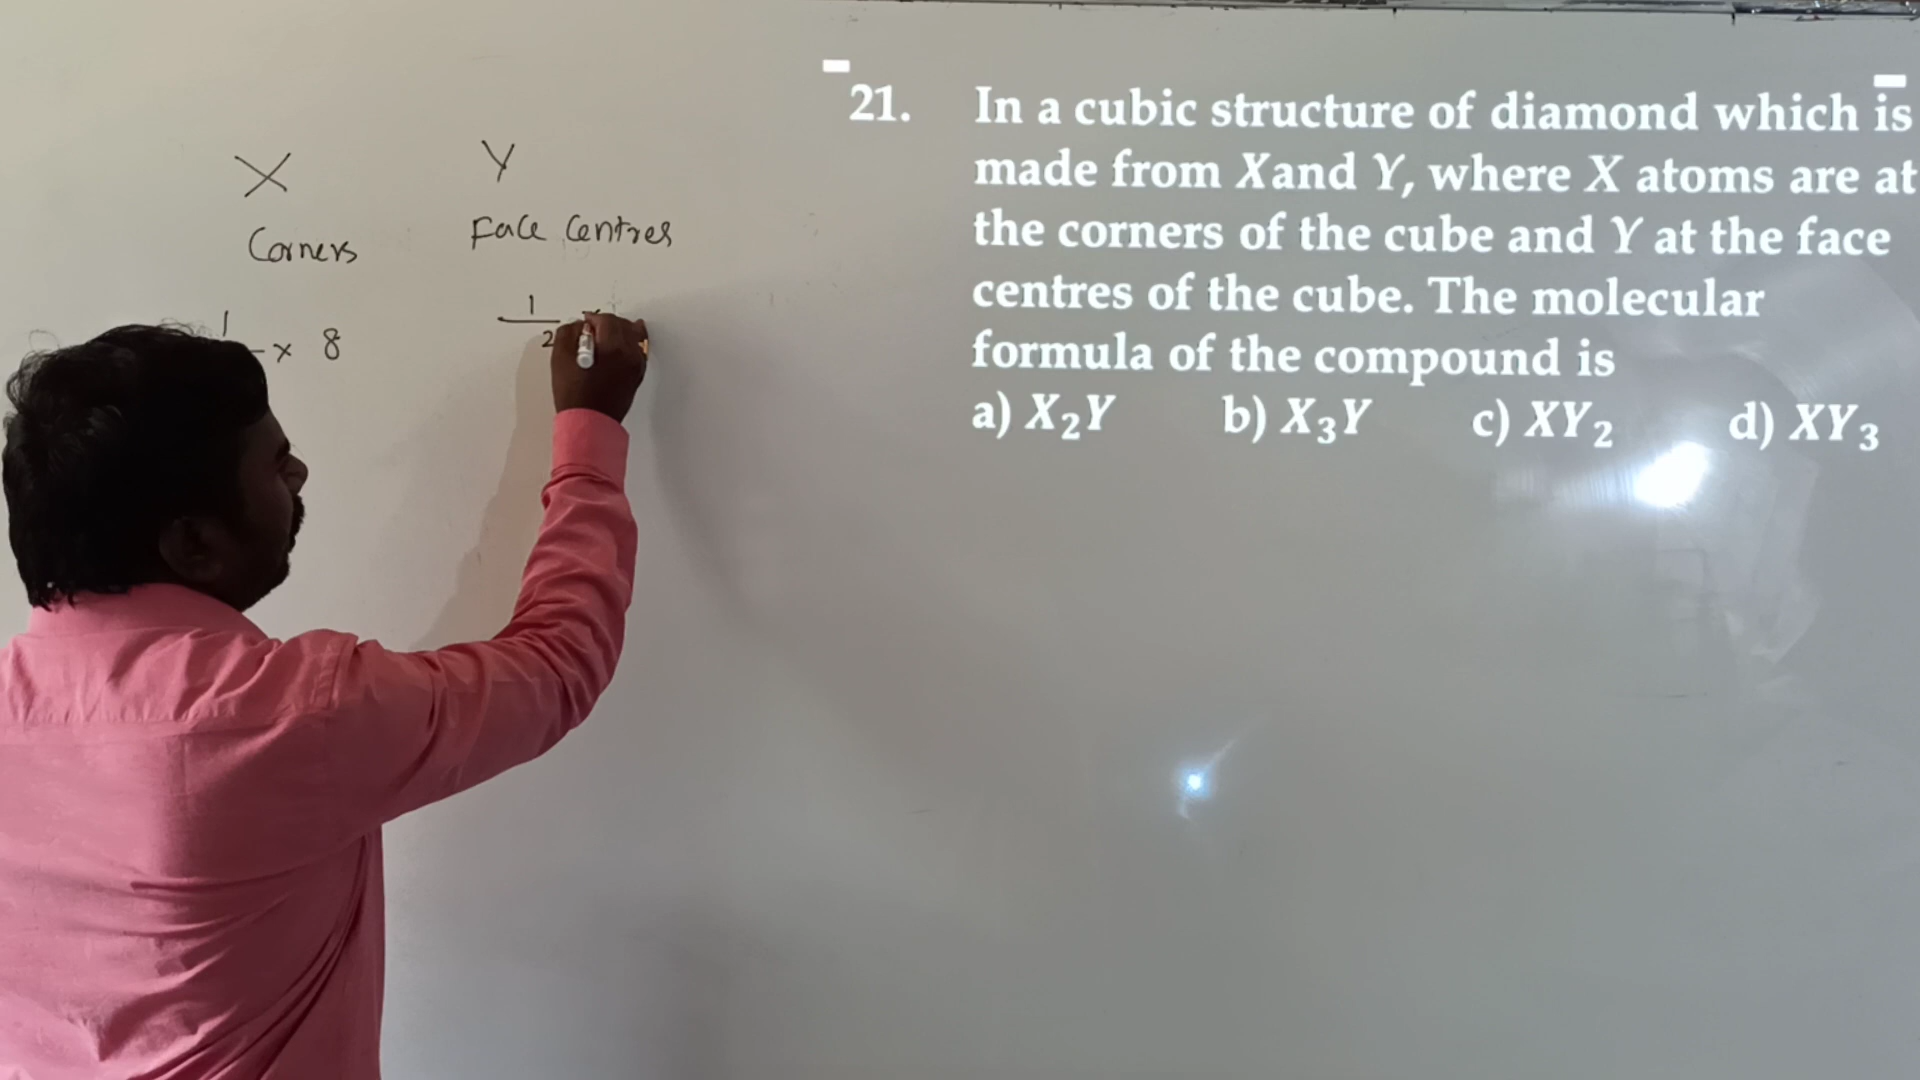 X Y
Corners Face Centres
1
x 8
1
2
21. In a cubic structure of diamond which is
made from Xand Y, where X atoms are at
the corners of the cube and Y at the face
centres of the cube. The molecular
formula of the compound is
a) X₂Y b) X₃Y c) XY₂ d) XY₃